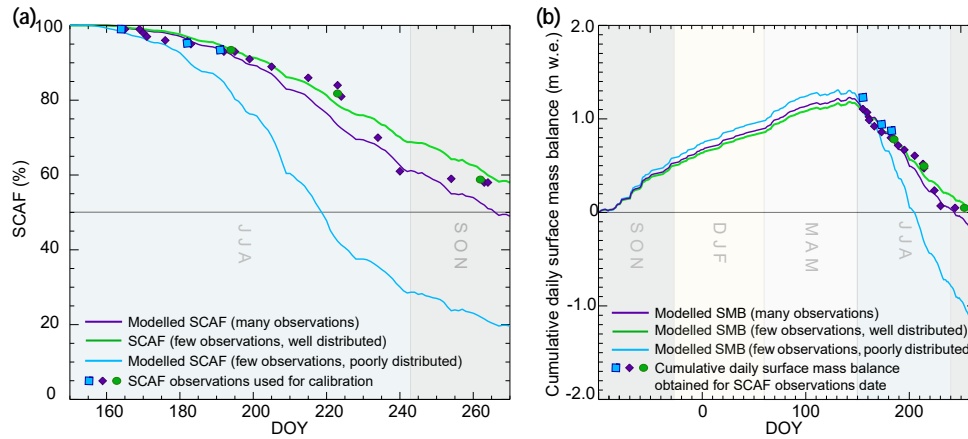 (a)
100
80
60
40
20
0
SCAF (%)
JJA
SON
Modelled SCAF (many observations)
SCAF (few observations, well distributed)
Modelled SCAF (few observations, poorly distributed)
SCAF observations used for calibration
160 180 200 220 240 260
DOY
(b)
2.0
1.0
0
-1.0
-2.0
Cumulative daily surface mass balance (m w.e.)
SON
DJF
MAM
JJA
Modelled SMB (many observations)
Modelled SMB (few observations, well distributed)
Modelled SMB (few observations, poorly distributed)
Cumulative daily surface mass balance
obtained for SCAF observations date
0 100 200
DOY